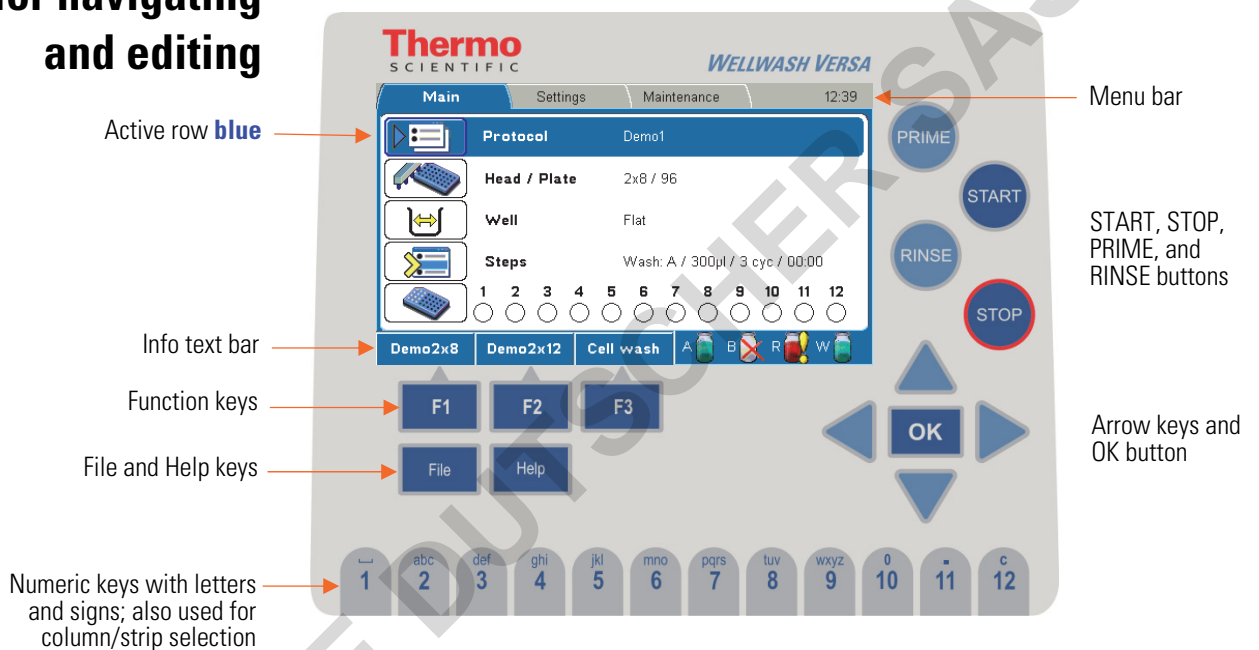 for navigating
and editing
Thermo
SCIENTIFIC
WELLWASH VERSA
Main Settings Maintenance 12:39
Menu bar
Active row blue
Protocol Demo1
PRIME
Head / Plate 2x8 / 96
START
Well Flat
START, STOP,
PRIME, and
RINSE buttons
RINSE
Steps Wash: A / 300µl / 3 cyc / 00:00
1 2 3 4 5 6 7 8 9 10 11 12
STOP
Info text bar
Demo2x8 Demo2x12 Cell wash A B R W
Function keys
F1 F2 F3
OK
Arrow keys and
OK button
File and Help keys
File Help
abc def ghi jkl mno pqrs tuv wxyz 0 - c
1 2 3 4 5 6 7 8 9 10 11 12
Numeric keys with letters
and signs; also used for
column/strip selection
DUTSCHER SAS